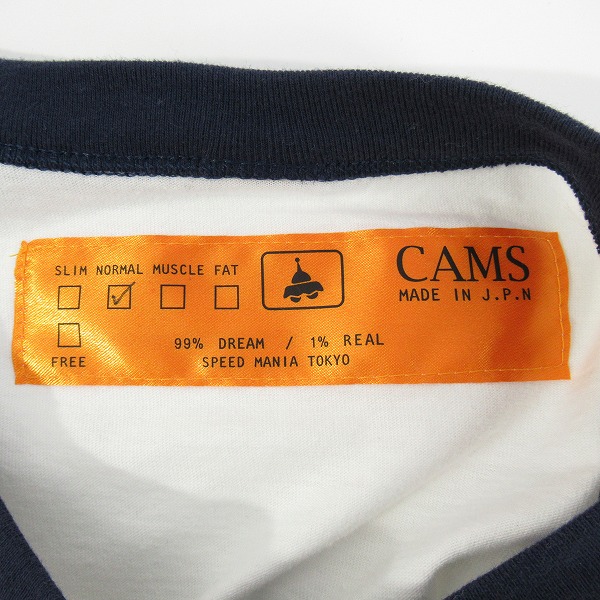 SLIM NORMAL MUSCLE FAT
FREE
CAMS
MADE IN J.P.N
99% DREAM / 1% REAL
SPEED MANIA TOKYO